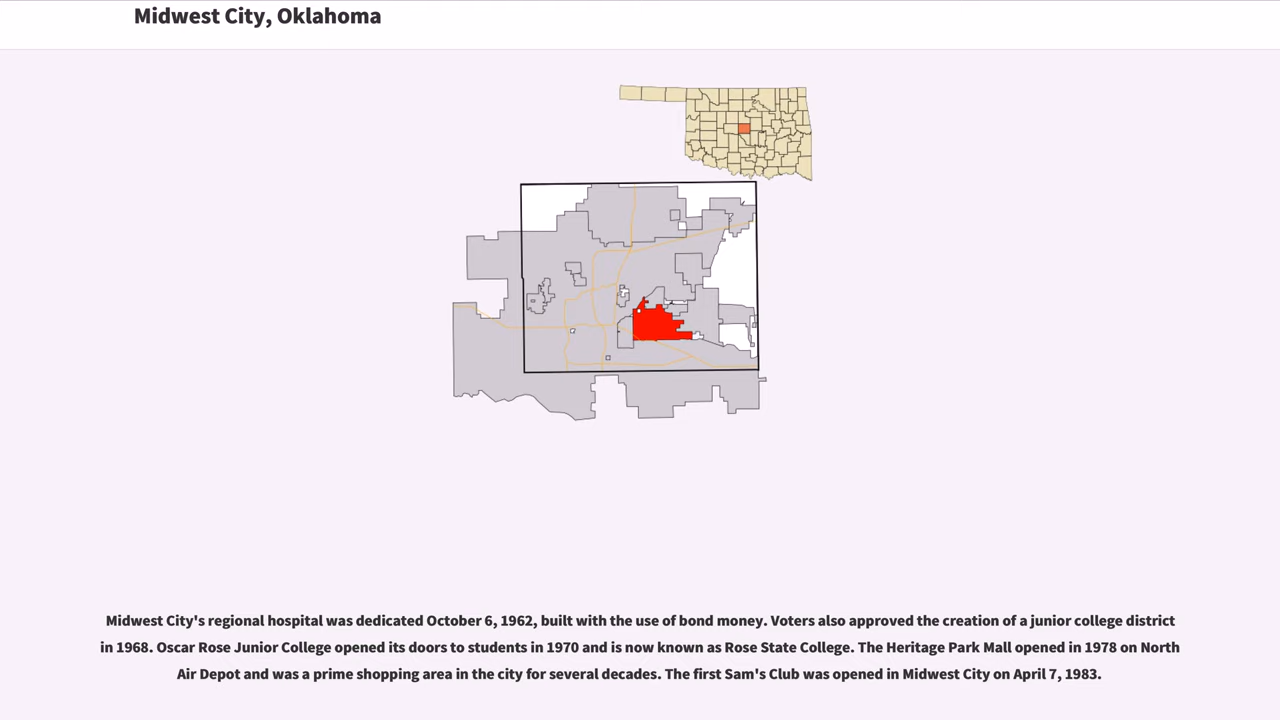 Midwest City, Oklahoma
Midwest City's regional hospital was dedicated October 6, 1962, built with the use of bond money. Voters also approved the creation of a junior college district
in 1968. Oscar Rose Junior College opened its doors to students in 1970 and is now known as Rose State College. The Heritage Park Mall opened in 1978 on North
Air Depot and was a prime shopping area in the city for several decades. The first Sam's Club was opened in Midwest City on April 7, 1983.